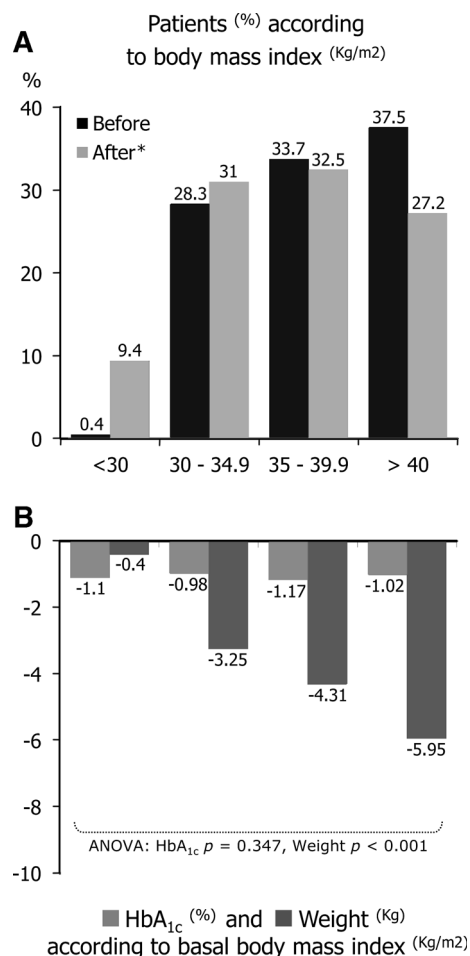 A
Patients (%) according
to body mass index (Kg/m2)
%
40
30
20
10
0
Before
After*
0.4
9.4
28.3
31
33.7
32.5
37.5
27.2
<30
30 - 34.9
35 - 39.9
> 40
B
0
-2
-4
-6
-8
-10
-1.1
-0.4
-0.98
-3.25
-1.17
-4.31
-1.02
-5.95
ANOVA: HbA1c p = 0.347, Weight p < 0.001
HbA1c (%) and Weight (Kg)
according to basal body mass index (Kg/m2)